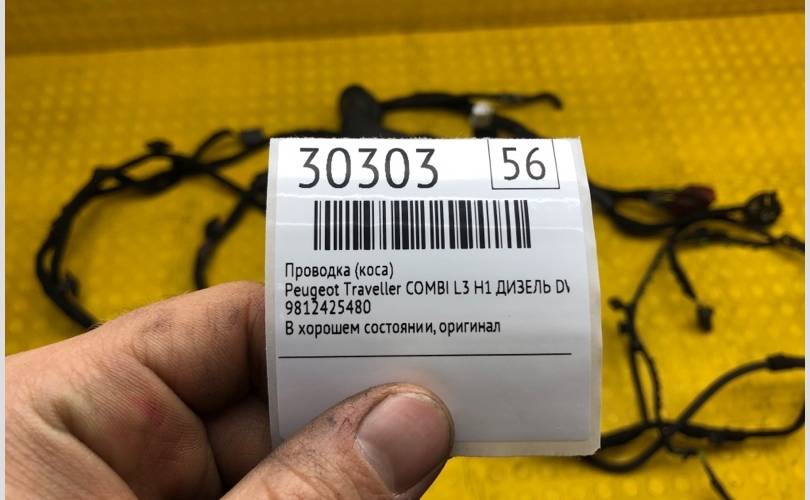 30303 56
Проводка (коса)
Peugeot Traveller COMBI L3 H1 ДИЗЕЛЬ
9812425480
В хорошем состоянии, оригинал